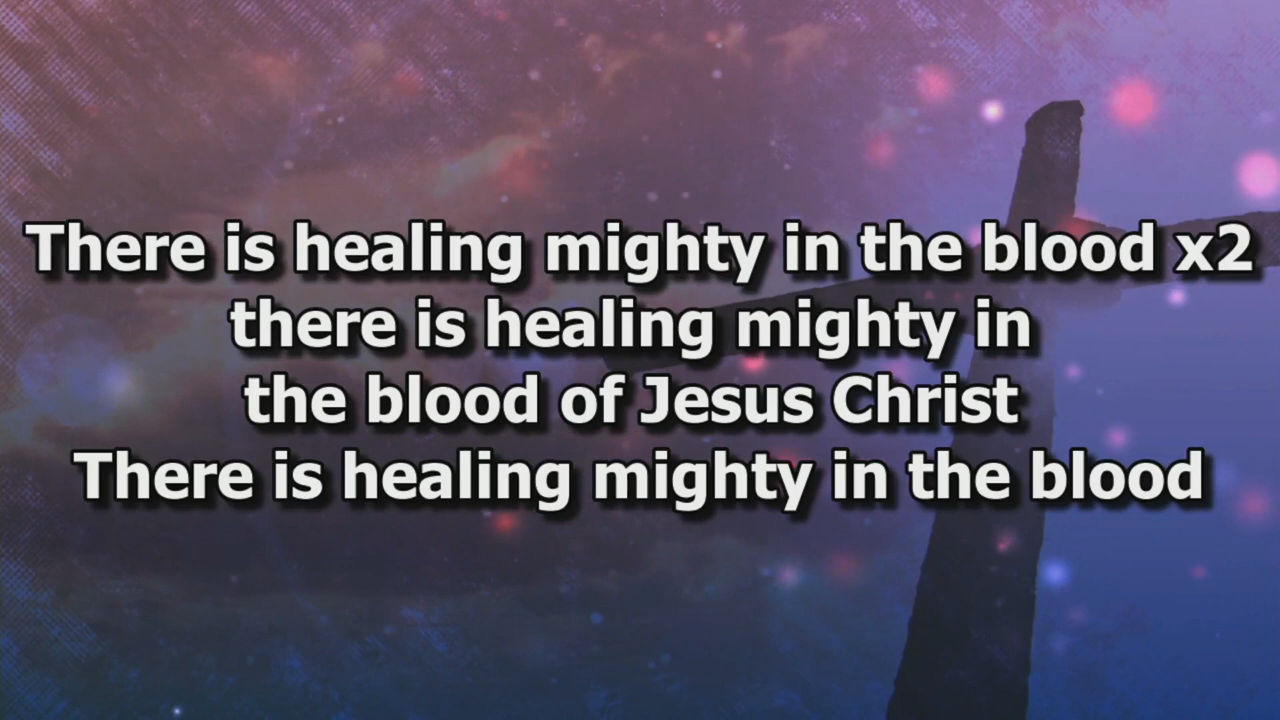 There is healing mighty in the blood x2
there is healing mighty in
the blood of Jesus Christ
There is healing mighty in the blood